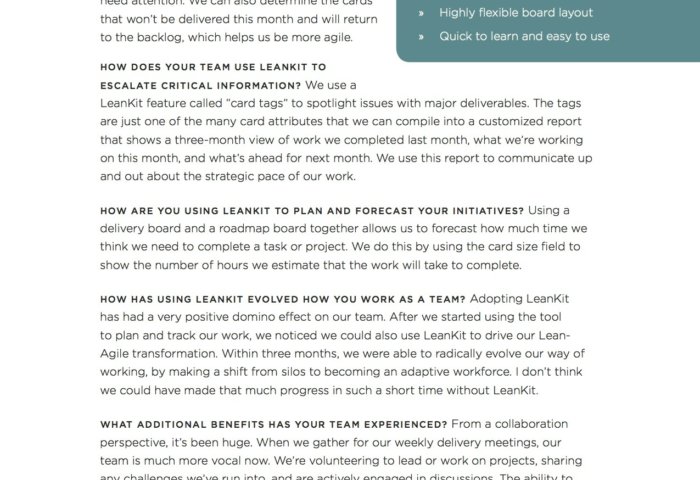 need attention. We can also determine the cards
that won't be delivered this month and will return
to the backlog, which helps us be more agile.
» Highly flexible board layout
» Quick to learn and easy to use
HOW DOES YOUR TEAM USE LEANKIT TO
ESCALATE CRITICAL INFORMATION? We use a
LeanKit feature called “card tags” to spotlight issues with major deliverables. The tags
are just one of the many card attributes that we can compile into a customized report
that shows a three-month view of work we completed last month, what we're working
on this month, and what's ahead for next month. We use this report to communicate up
and out about the strategic pace of our work.
HOW ARE YOU USING LEANKIT TO PLAN AND FORECAST YOUR INITIATIVES? Using a
delivery board and a roadmap board together allows us to forecast how much time we
think we need to complete a task or project. We do this by using the card size field to
show the number of hours we estimate that the work will take to complete.
HOW HAS USING LEANKIT EVOLVED HOW YOU WORK AS A TEAM? Adopting LeanKit
has had a very positive domino effect on our team. After we started using the tool
to plan and track our work, we noticed we could also use LeanKit to drive our Lean-
Agile transformation. Within three months, we were able to radically evolve our way of
working, by making a shift from silos to becoming an adaptive workforce. I don't think
we could have made that much progress in such a short time without LeanKit.
WHAT ADDITIONAL BENEFITS HAS YOUR TEAM EXPERIENCED? From a collaboration
perspective, it's been huge. When we gather for our weekly delivery meetings, our
team is much more vocal now. We're volunteering to lead or work on projects, sharing
any challenges we've run into, and are actively engaged in discussions. The ability to